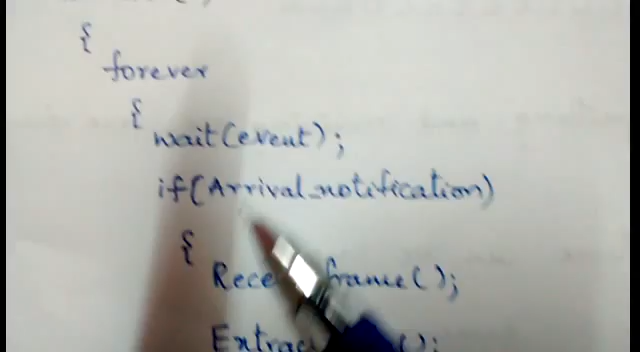 {
forever
{
wait(event);
if(Arrival_notification)
{
frame();
();